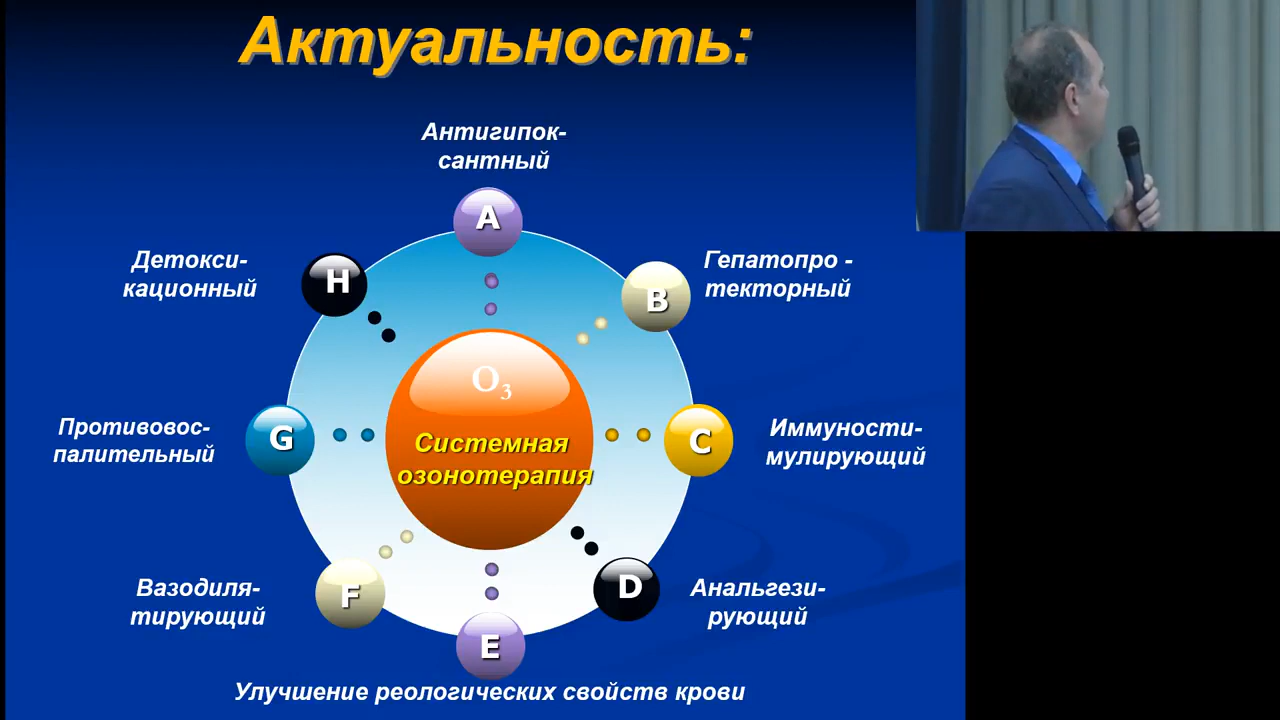 Актуальность:
Антигипок-
сантный
A
Детокси-
кационный
H
Гепатопро -
текторный
B
O₃
Системная
озонотерапия
Противовос-
палительный
G
Иммуности-
мулирующий
C
Вазодиля-
тирующий
F
Анальгези-
рующий
D
E
Улучшение реологических свойств крови